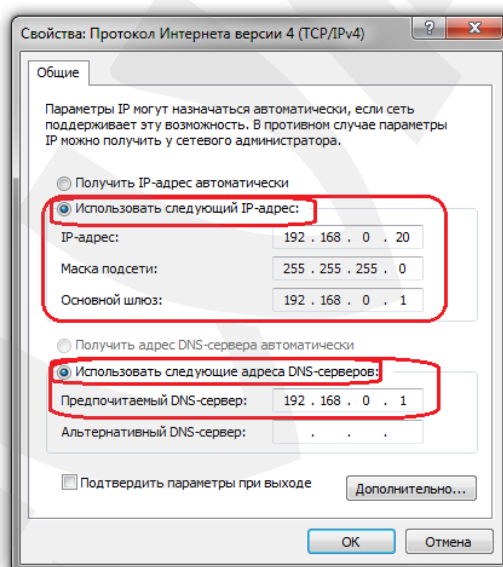 Свойства: Протокол Интернета версии 4 (TCP/IPv4)
Общие
Параметры IP могут назначаться автоматически, если сеть
поддерживает эту возможность. В противном случае параметры
IP можно получить у сетевого администратора.
Получить IP-адрес автоматически
Использовать следующий IP-адрес:
IP-адрес: 192 . 168 . 0 . 20
Маска подсети: 255 . 255 . 255 . 0
Основной шлюз: 192 . 168 . 0 . 1
Получить адрес DNS-сервера автоматически
Использовать следующие адреса DNS-серверов:
Предпочитаемый DNS-сервер: 192 . 168 . 0 . 1
Альтернативный DNS-сервер: . . .
Подтвердить параметры при выходе
Дополнительно...
ОК Отмена